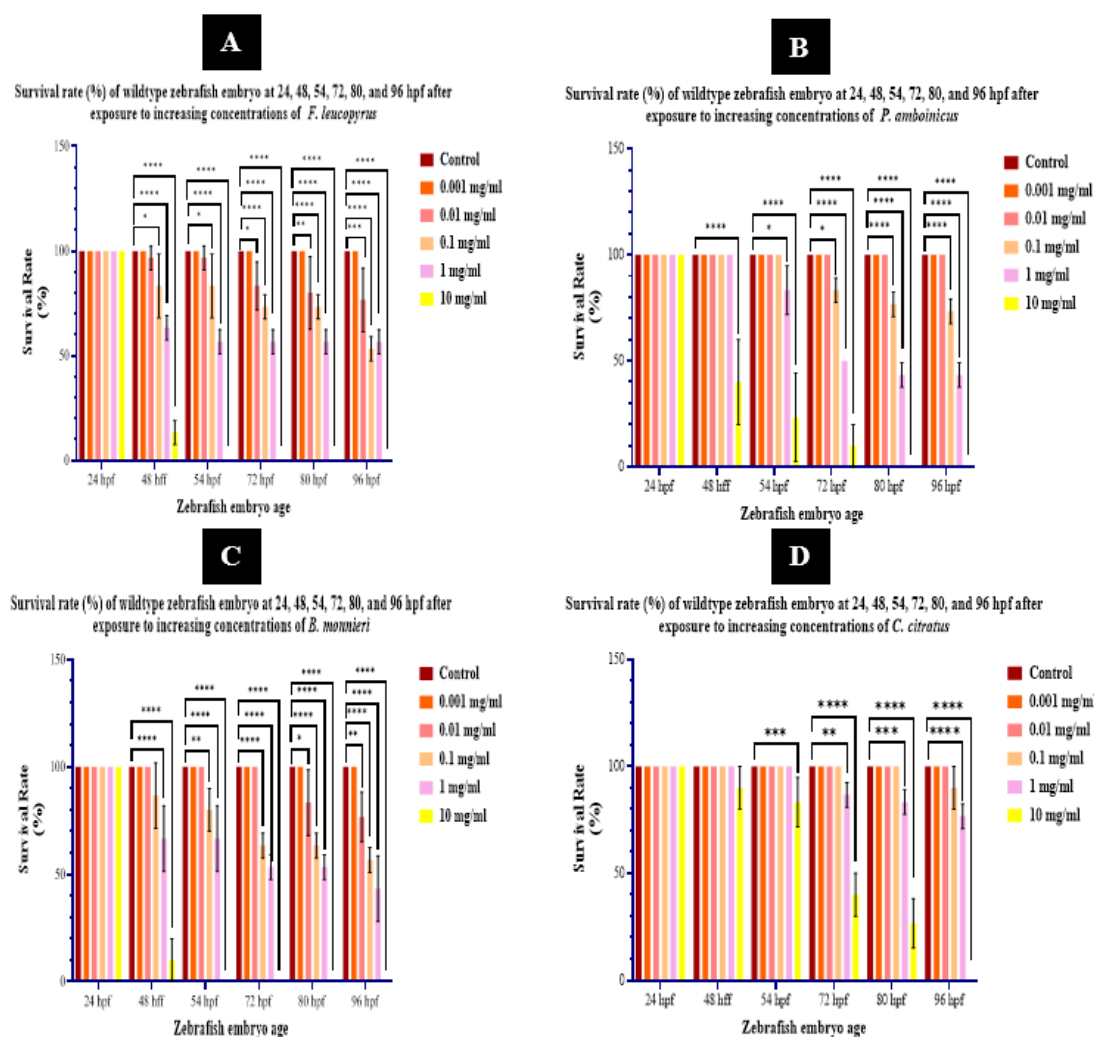 A
Survival rate (%) of wildtype zebrafish embryo at 24, 48, 54, 72, 80, and 96 hpf after
exposure to increasing concentrations of F. leucopyrus
150
100
50
0
Survival Rate
(%)
**** **** *
**** **** *
**** **** **** *
**** **** **** **
**** **** **** ***
24 hpf 48 hff 54 hpf 72 hpf 80 hpf 96 hpf
Zebrafish embryo age
Control
0.001 mg/ml
0.01 mg/ml
0.1 mg/ml
1 mg/ml
10 mg/ml
B
Survival rate (%) of wildtype zebrafish embryo at 24, 48, 54, 72, 80, and 96 hpf after
exposure to increasing concentrations of P. amboinicus
150
100
50
0
Survival Rate
(%)
****
**** *
**** **** *
**** **** ****
**** **** ****
24 hpf 48 hff 54 hpf 72 hpf 80 hpf 96 hpf
Zebrafish embryo age
Control
0.001 mg/ml
0.01 mg/ml
0.1 mg/ml
1 mg/ml
10 mg/ml
C
Survival rate (%) of wildtype zebrafish embryo at 24, 48, 54, 72, 80, and 96 hpf after
exposure to increasing concentrations of B. monnieri
150
100
50
0
Survival Rate
(%)
**** ****
**** **** **
**** **** ****
**** **** **** *
**** **** **** **
24 hpf 48 hff 54 hpf 72 hpf 80 hpf 96 hpf
Zebrafish embryo age
Control
0.001 mg/ml
0.01 mg/ml
0.1 mg/ml
1 mg/ml
10 mg/ml
D
Survival rate (%) of wildtype zebrafish embryo at 24, 48, 54, 72, 80, and 96 hpf after
exposure to increasing concentrations of C. citratus
150
100
50
0
Survival Rate
(%)
***
**** **
**** ***
**** ****
24 hpf 48 hff 54 hpf 72 hpf 80 hpf 96 hpf
Zebrafish embryo age
Control
0.001 mg/ml
0.01 mg/ml
0.1 mg/ml
1 mg/ml
10 mg/ml